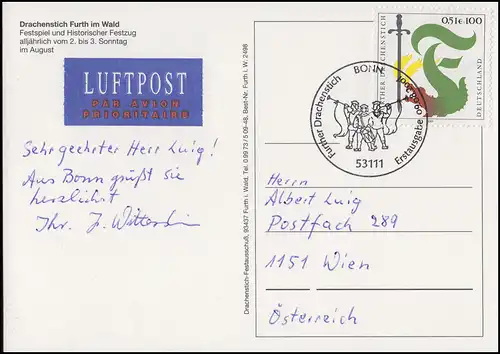 Drachenstich Furth im Wald
Festspiel und Historischer Festzug
alljährlich vom 2. bis 3. Sonntag
im August
LUFTPOST
PAR AVION
PRIORITAIRE
Sehr geehrter Herr Luig!
Aus Bonn grüßt sie
herzlichst
Ihr. J.
Drachenstich-Festausschuß, 93437 Furth i. Wald, Tel. 0 99 73 / 5 09-48, Best-Nr. Furth i. W. 2498
Further Drachenstich
BONN
Erstausgabe
53111
0,51€ 100
FURTHER DRACHENSTICH
DEUTSCHLAND
Herrn
Albert Luig
Postfach 289
1151 Wien
Österreich